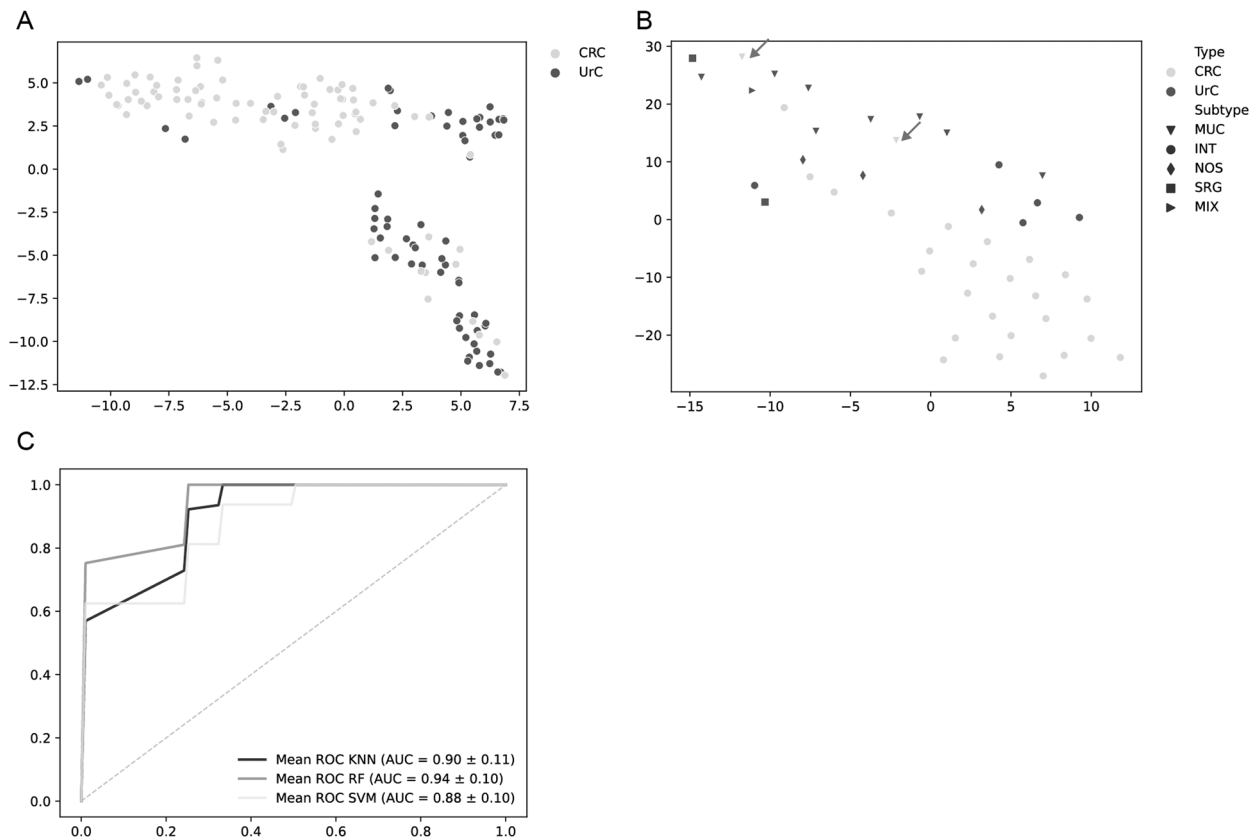 A
5.0
2.5
0.0
−2.5
−5.0
−7.5
−10.0
−12.5
−10.0 −7.5 −5.0 −2.5 0.0 2.5 5.0 7.5
CRC
UrC
B
30
20
10
0
−10
−20
−15 −10 −5 0 5 10
Type
CRC
UrC
Subtype
MUC
INT
NOS
SRG
MIX
C
1.0
0.8
0.6
0.4
0.2
0.0
0.0 0.2 0.4 0.6 0.8 1.0
Mean ROC KNN (AUC = 0.90 ± 0.11)
Mean ROC RF (AUC = 0.94 ± 0.10)
Mean ROC SVM (AUC = 0.88 ± 0.10)